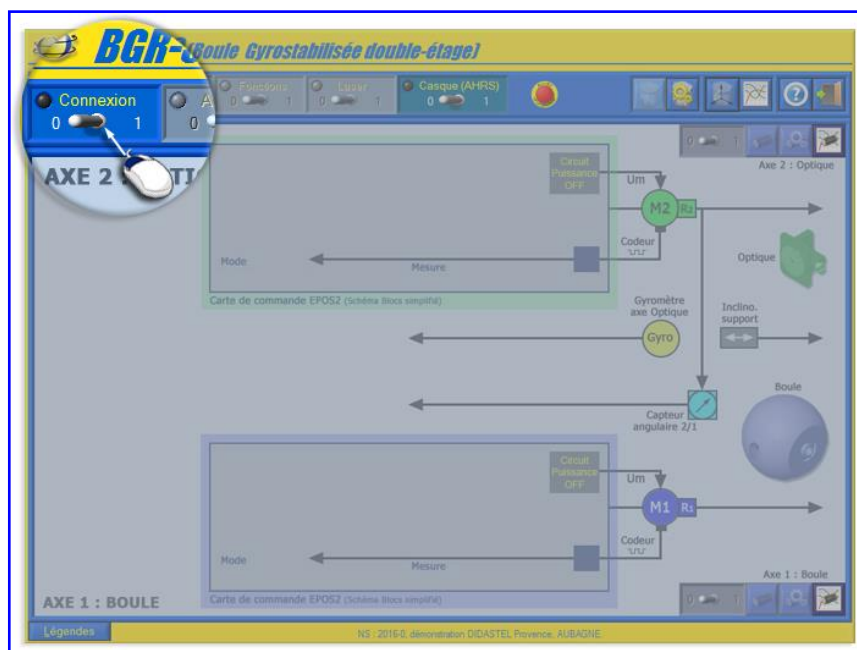 BGR- (Boule Gyrostabilisée double-étage)
Connexion
0 1
A
0
Fonctions
0 1
Laser
0 1
Casque (AHRS)
0 1
0 1
Axe 2 : Optique
AXE 2 : OPTI
Circuit
Puissance
OFF
Um
M2 R2
Codeur
Optique
Mode
Mesure
Carte de commande EPOS2 (Schéma Blocs simplifié)
Gyromètre
axe Optique
Gyro
Inclino.
support
Boule
Capteur
angulaire 2/1
Circuit
Puissance
OFF
Um
M1 R1
Codeur
Mode
Mesure
Axe 1 : Boule
AXE 1 : BOULE
Carte de commande EPOS2 (Schéma Blocs simplifié)
0 1
Légendes
NS : 2016-0, démonstration DIDASTEL Provence, AUBAGNE